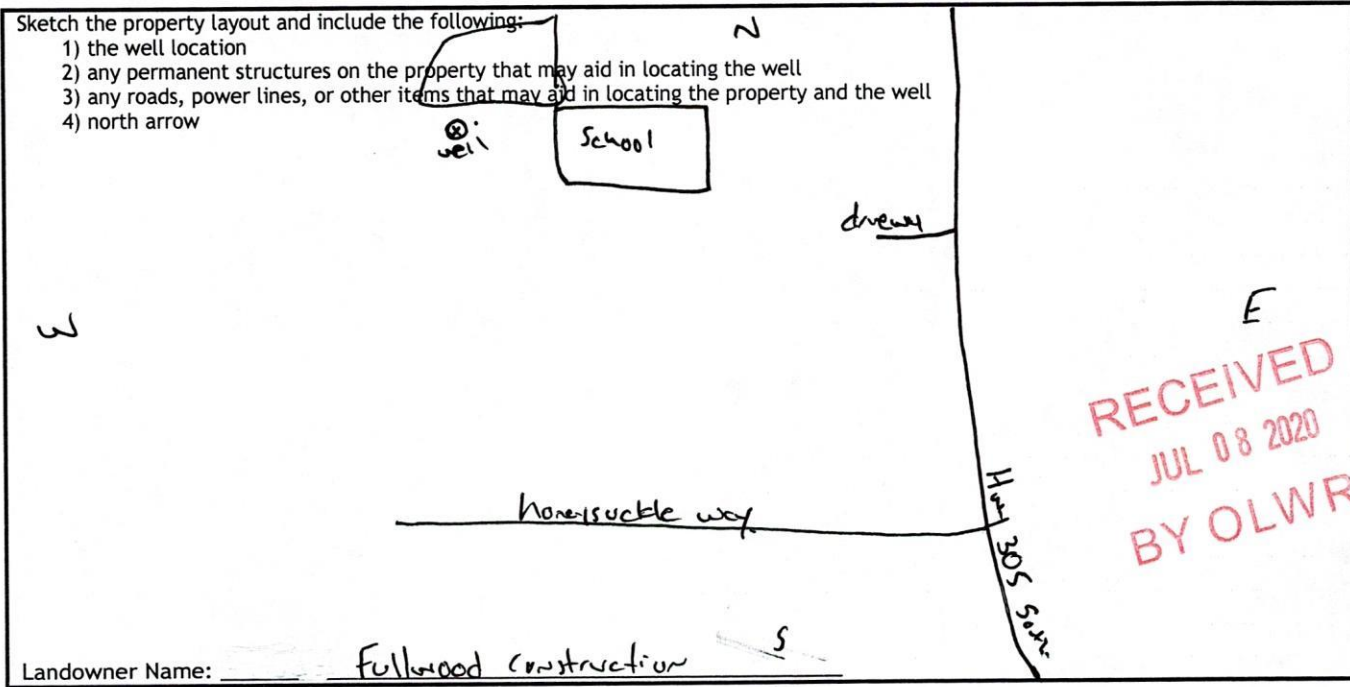 Sketch the property layout and include the following:
1) the well location
2) any permanent structures on the property that may aid in locating the well
3) any roads, power lines, or other items that may aid in locating the property and the well
4) north arrow
N
well
School
W
E
RECEIVED
JUL 08 2020
BY OLWR
honeysuckle way
Hwy 305 South
S
Landowner Name: Fullwood Construction